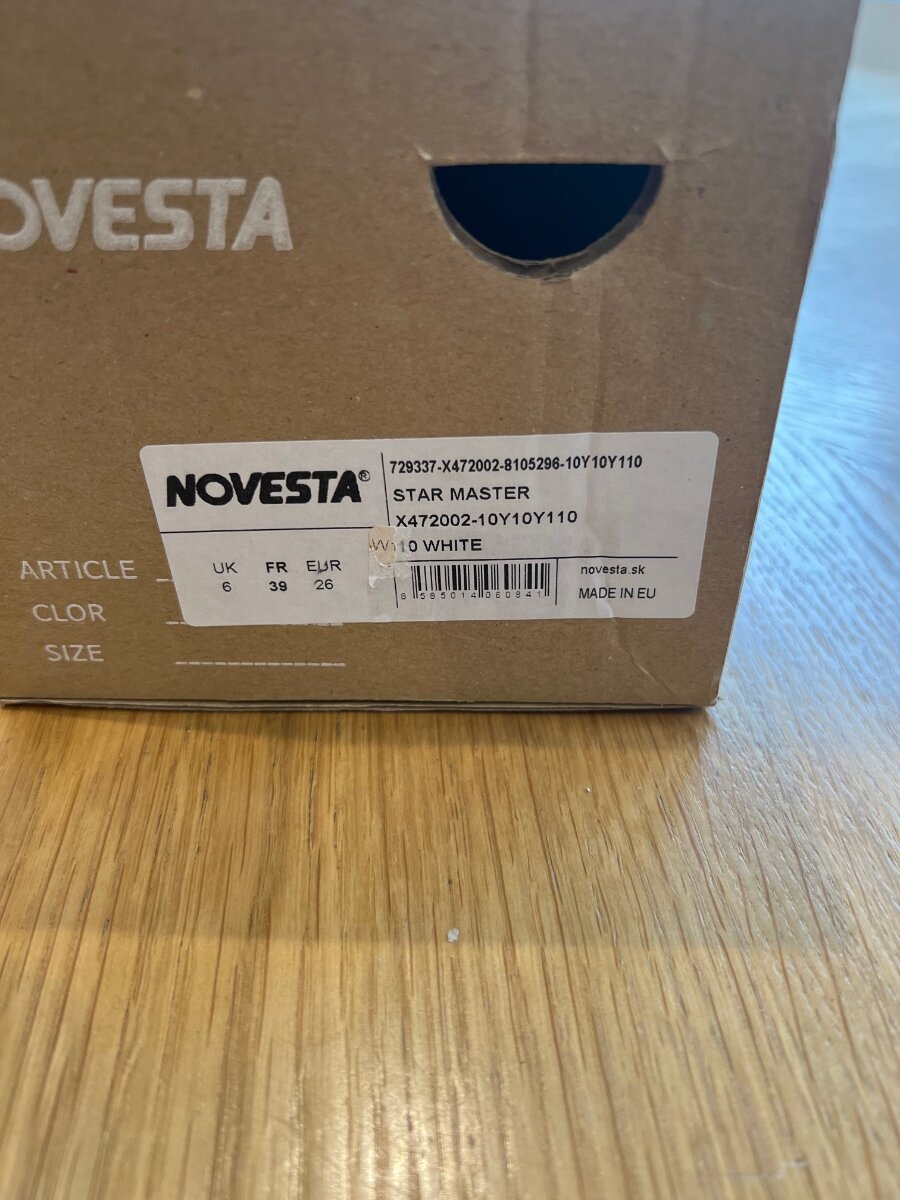 OVESTA
NOVESTA®
729337-X472002-8105296-10Y10Y110
STAR MASTER
X472002-10Y10Y110
10 WHITE
UK FR EUR
6 39 26
novesta.sk
MADE IN EU
ARTICLE
CLOR
SIZE